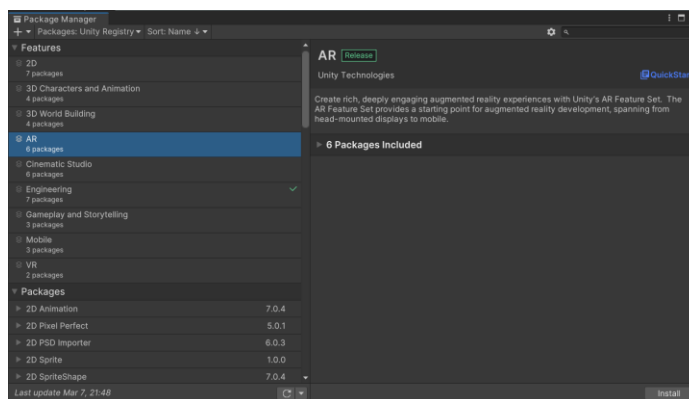 Package Manager
Packages: Unity Registry Sort: Name ↓
Features
2D
7 packages
3D Characters and Animation
4 packages
3D World Building
4 packages
AR
6 packages
Cinematic Studio
6 packages
Engineering
7 packages
Gameplay and Storytelling
3 packages
Mobile
3 packages
VR
2 packages
Packages
2D Animation 7.0.4
2D Pixel Perfect 5.0.1
2D PSD Importer 6.0.3
2D Sprite 1.0.0
2D SpriteShape 7.0.4
Last update Mar 7, 21:48
AR Release
Unity Technologies QuickStar
Create rich, deeply engaging augmented reality experiences with Unity's AR Feature Set. The
AR Feature Set provides a starting point for augmented reality development, spanning from
head-mounted displays to mobile.
6 Packages Included
Install